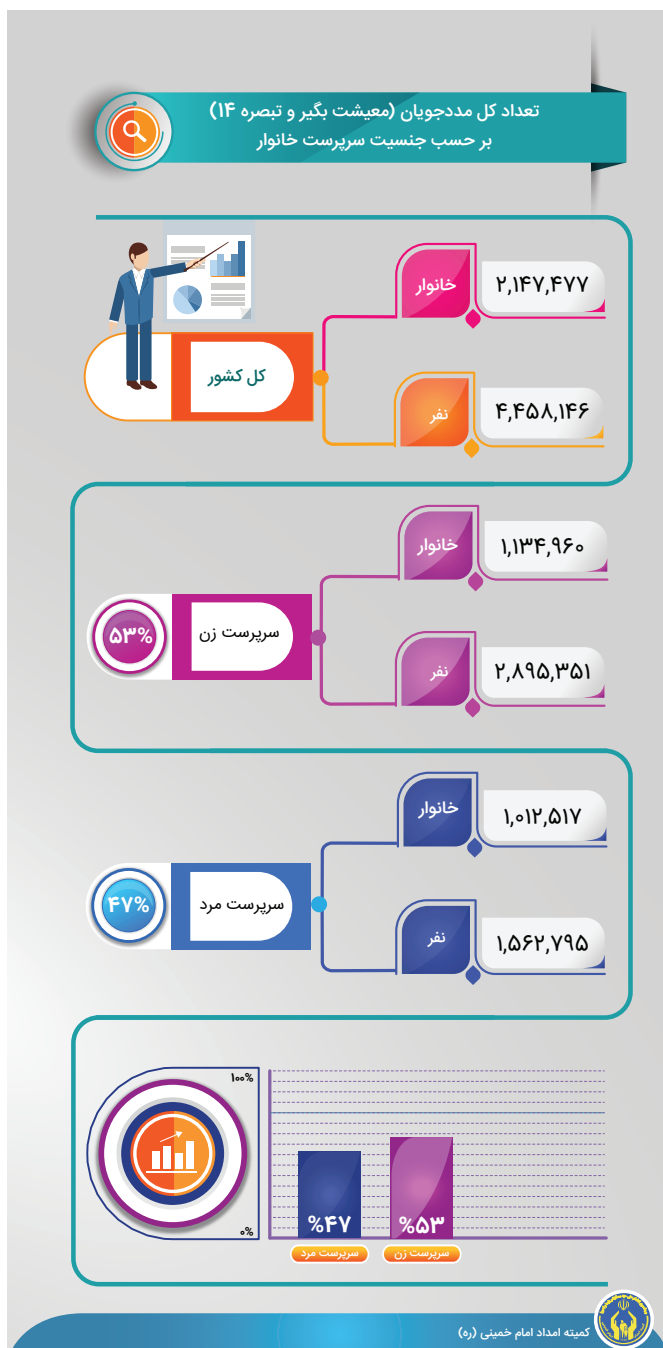 تعداد کل مددجویان (معیشت بگیر و تبصره ۱۴)
بر حسب جنسیت سرپرست خانوار
خانوار
۲,۱۴۷,۴۷۷
کل کشور
نفر
۴,۴۵۸,۱۴۶
خانوار
۱,۱۳۴,۹۶۰
سرپرست زن
۵۳%
نفر
۲,۸۹۵,۳۵۱
خانوار
۱,۰۱۲,۵۱۷
سرپرست مرد
۴۷%
نفر
۱,۵۶۲,۷۹۵
۱۰۰%
۰%
%۵۳
%۴۷
سرپرست زن
سرپرست مرد
کمیته امداد امام خمینی (ره)